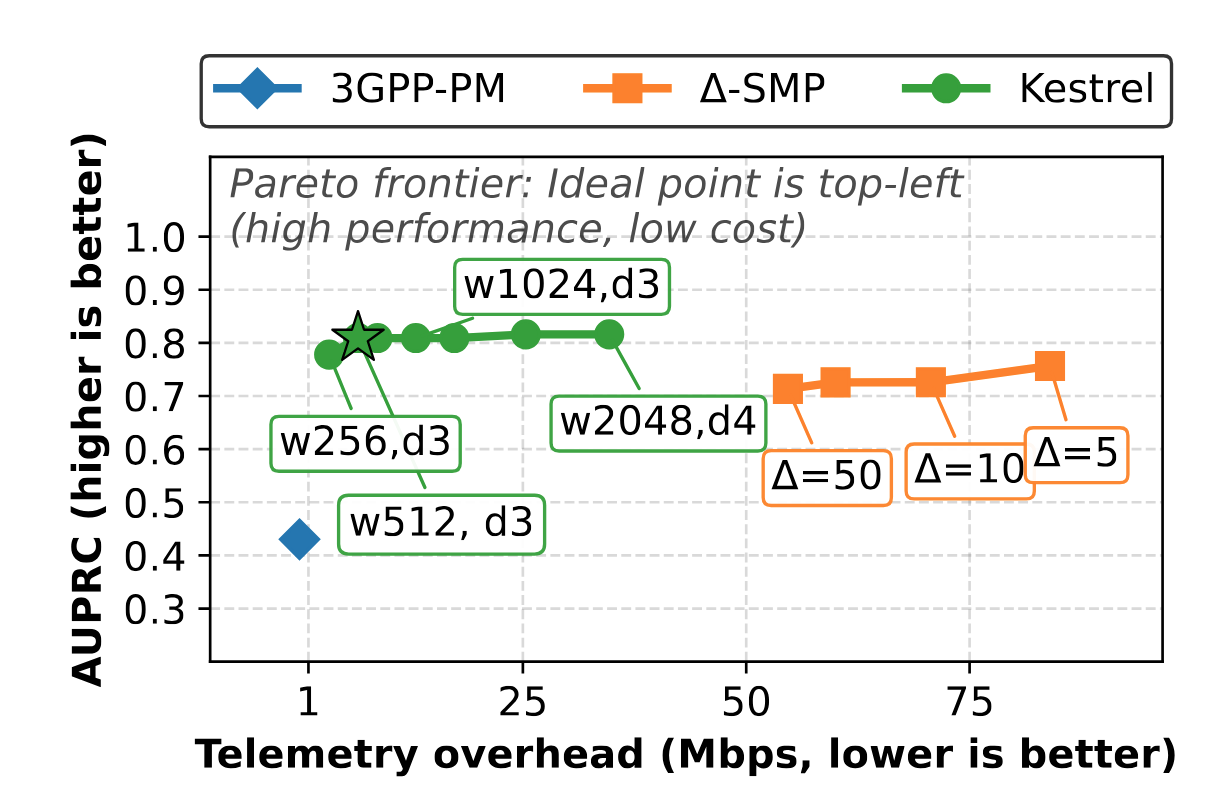 3GPP-PM
Δ-SMP
Kestrel
Pareto frontier: Ideal point is top-left
(high performance, low cost)
AUPRC (higher is better)
1.0
0.9
0.8
0.7
0.6
0.5
0.4
0.3
w1024,d3
w2048,d4
w256,d3
w512, d3
Δ=50
Δ=10
Δ=5
1
25
50
75
Telemetry overhead (Mbps, lower is better)